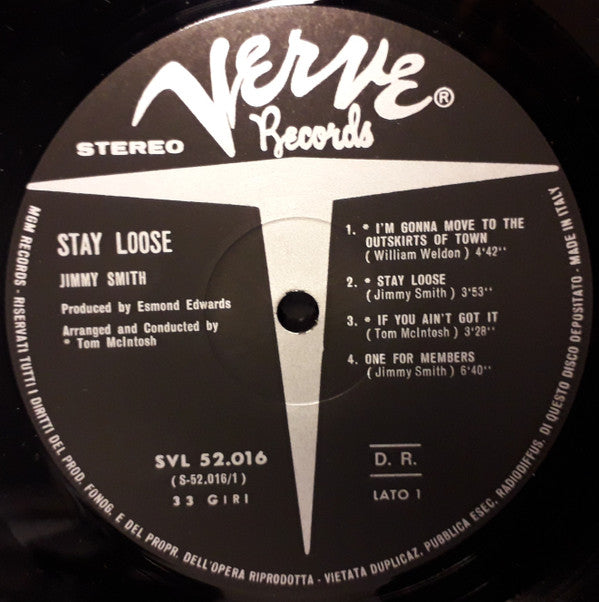 Verve®
Records
STEREO
STAY LOOSE
JIMMY SMITH
Produced by Esmond Edwards
Arranged and Conducted by
* Tom McIntosh
1. * I'M GONNA MOVE TO THE
OUTSKIRTS OF TOWN
(William Weldon) 4'42''
2. * STAY LOOSE
(Jimmy Smith) 3'53''
3. * IF YOU AIN'T GOT IT
(Tom McIntosh) 3'28''
4. ONE FOR MEMBERS
(Jimmy Smith) 6'40''
SVL 52.016
(S-52.016/1)
33 GIRI
D. R.
LATO 1
MGM RECORDS - RISERVATI TUTTI I DIRITTI DEL PROD. FONOG. E DEL PROPR. DELL'OPERA RIPRODOTTA - VIETATA DUPLICAZ. PUBBLICA ESEC. RADIODIFFUS. DI QUESTO DISCO DEPOSITATO - MADE IN ITALY